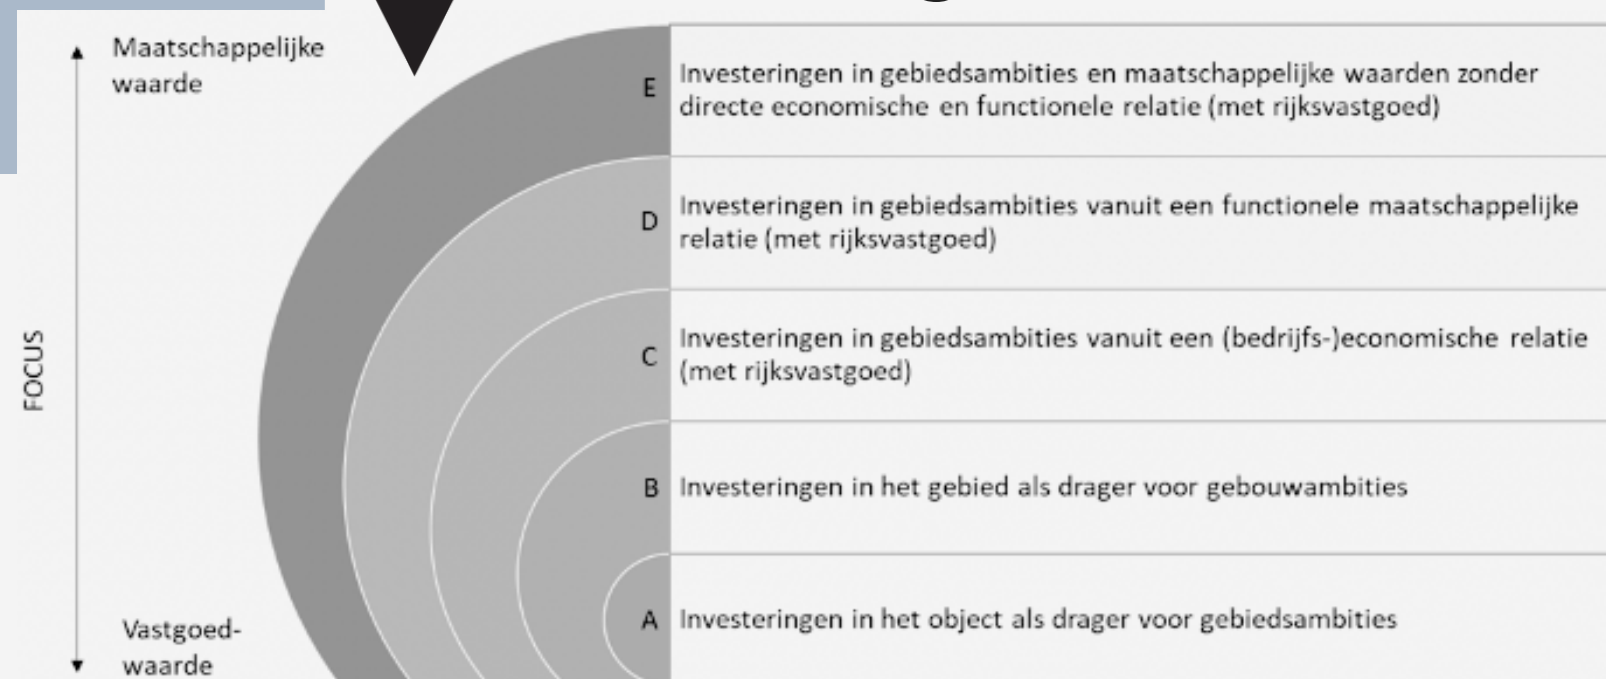 Maatschappelijke
waarde
FOCUS
Vastgoed-
waarde
E
Investeringen in gebiedsambities en maatschappelijke waarden zonder
directe economische en functionele relatie (met rijksvastgoed)
D
Investeringen in gebiedsambities vanuit een functionele maatschappelijke
relatie (met rijksvastgoed)
C
Investeringen in gebiedsambities vanuit een (bedrijfs-)economische relatie
(met rijksvastgoed)
B
Investeringen in het gebied als drager voor gebouwambities
A
Investeringen in het object als drager voor gebiedsambities